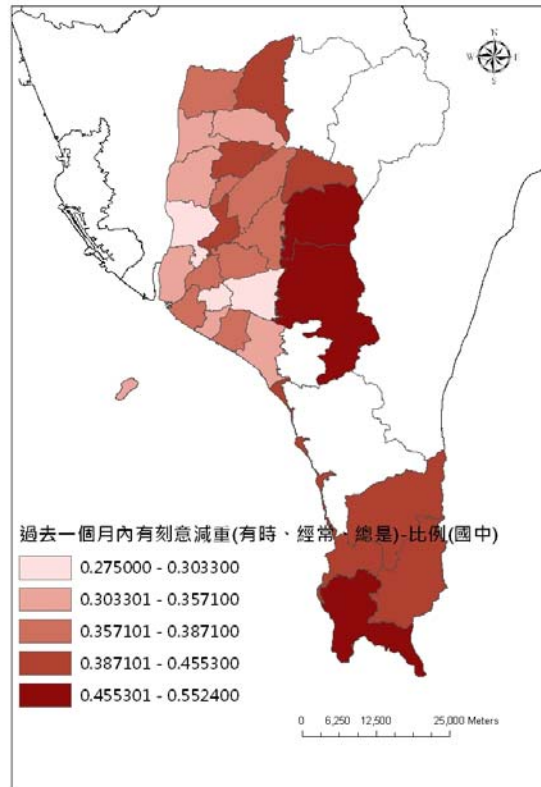 N
W E
S
過去一個月內有刻意減重(有時、經常、總是)-比例(國中)
0.275000 - 0.303300
0.303301 - 0.357100
0.357101 - 0.387100
0.387101 - 0.455300
0.455301 - 0.552400
0 6,250 12,500 25,000 Meters